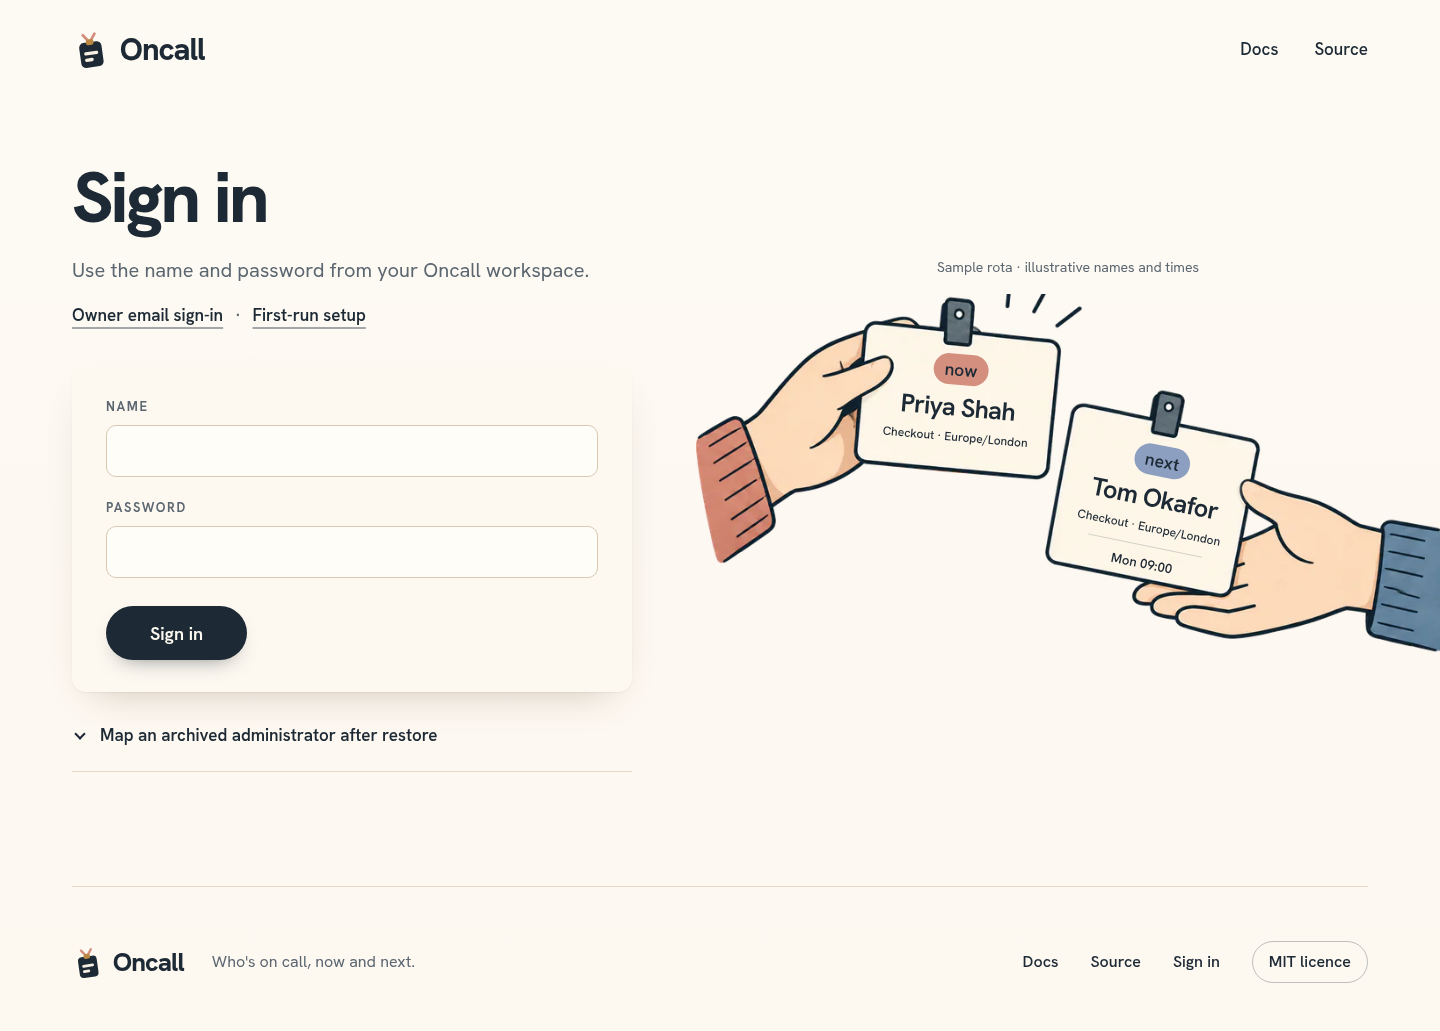 Oncall
Docs
Source
Sign in
Use the name and password from your Oncall workspace.
Owner email sign-in · First-run setup
NAME
PASSWORD
Sign in
Map an archived administrator after restore
Sample rota · illustrative names and times
now
Priya Shah
Checkout · Europe/London
next
Tom Okafor
Checkout · Europe/London
Mon 09:00
Oncall
Who's on call, now and next.
Docs
Source
Sign in
MIT licence